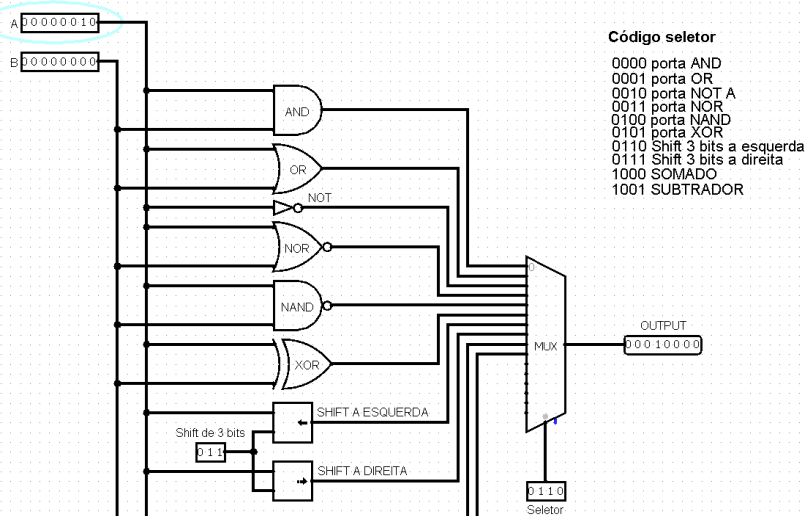 A 00000010
B 00000000
Código seletor
0000 porta AND
0001 porta OR
0010 porta NOT A
0011 porta NOR
0100 porta NAND
0101 porta XOR
0110 Shift 3 bits a esquerda
0111 Shift 3 bits a direita
1000 SOMADO
1001 SUBTRADOR
AND
OR
NOT
NOR
NAND
XOR
SHIFT A ESQUERDA
Shift de 3 bits
011
SHIFT A DIREITA
0
MUX
OUTPUT
00010000
0110
Seletor